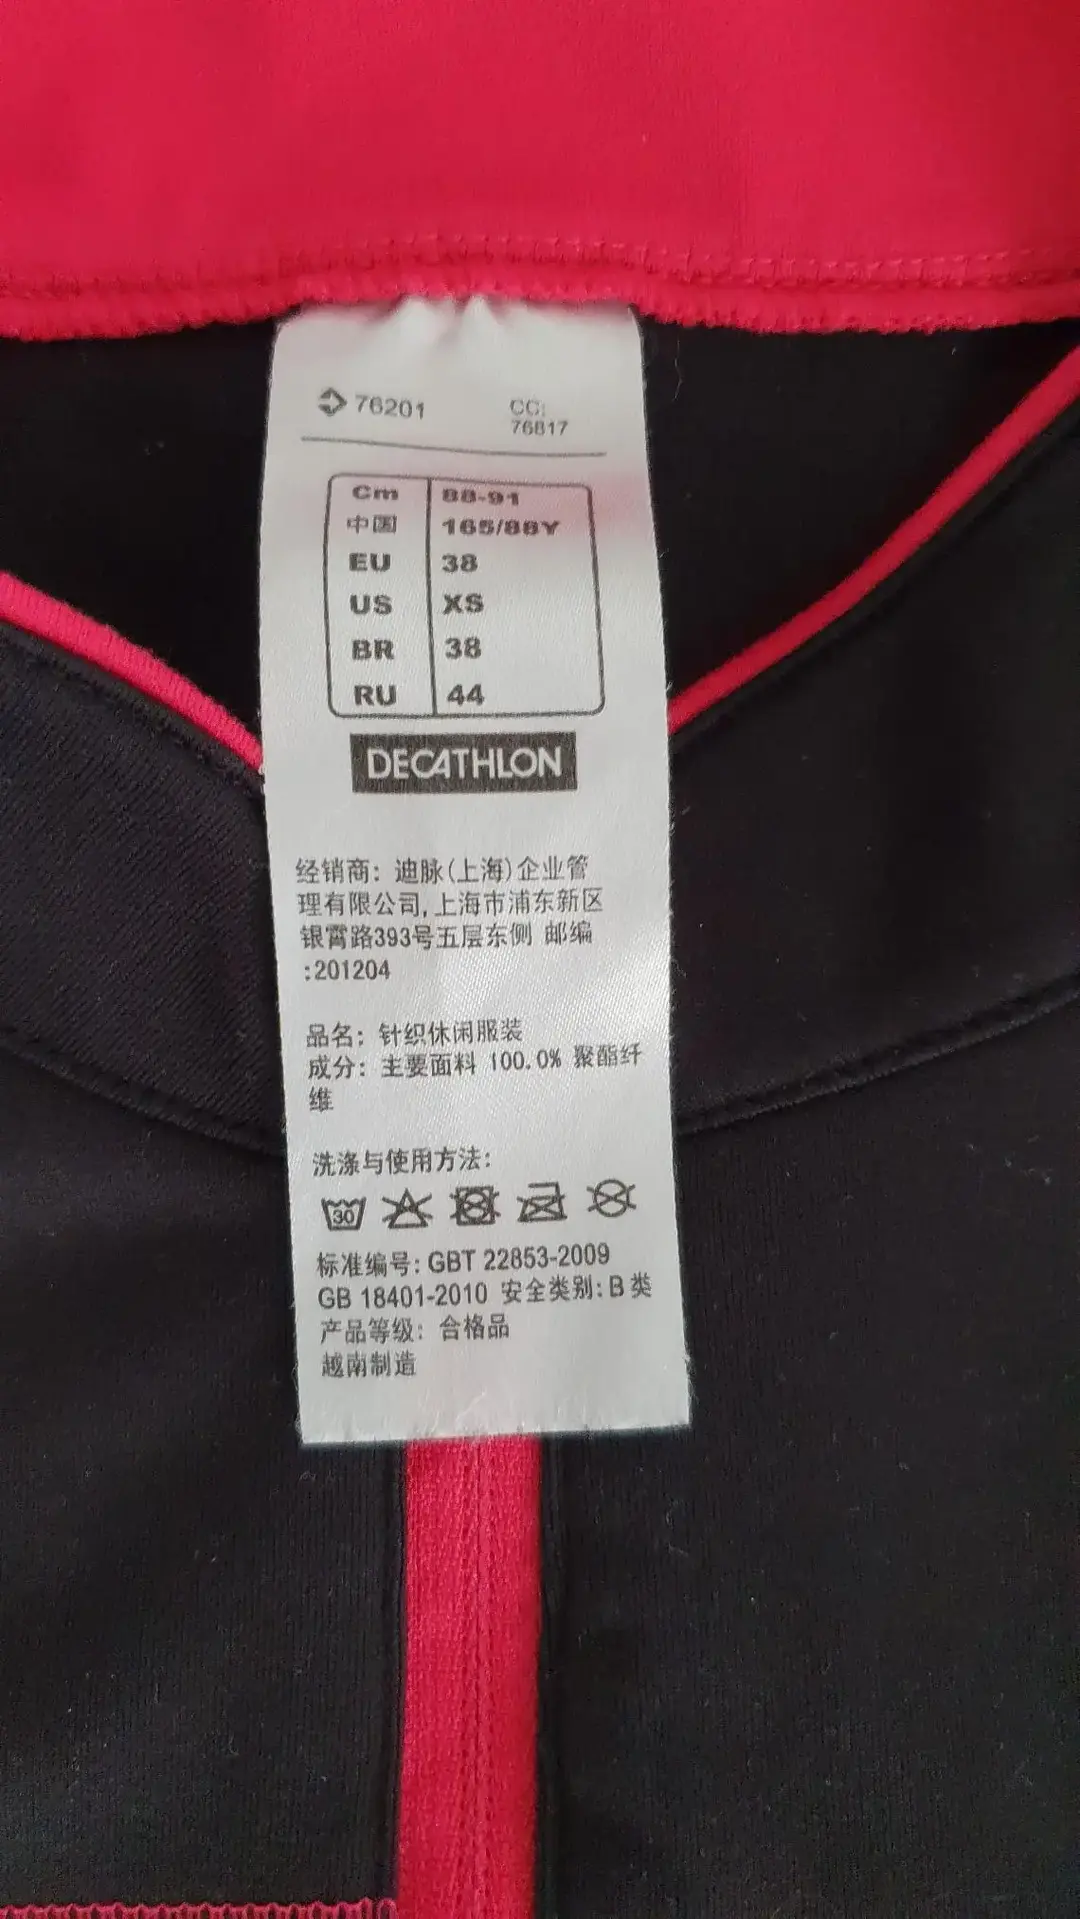 76201 CC:
76817
Cm 88-91
中国 165/88Y
EU 38
US XS
BR 38
RU 44
DECATHLON
经销商: 迪脉(上海)企业管
理有限公司,上海市浦东新区
银霄路393号五层东侧 邮编
:201204
品名: 针织休闲服装
成分: 主要面料 100.0% 聚酯纤
维
洗涤与使用方法:
30
标准编号: GBT 22853-2009
GB 18401-2010 安全类别: B 类
产品等级: 合格品
越南制造